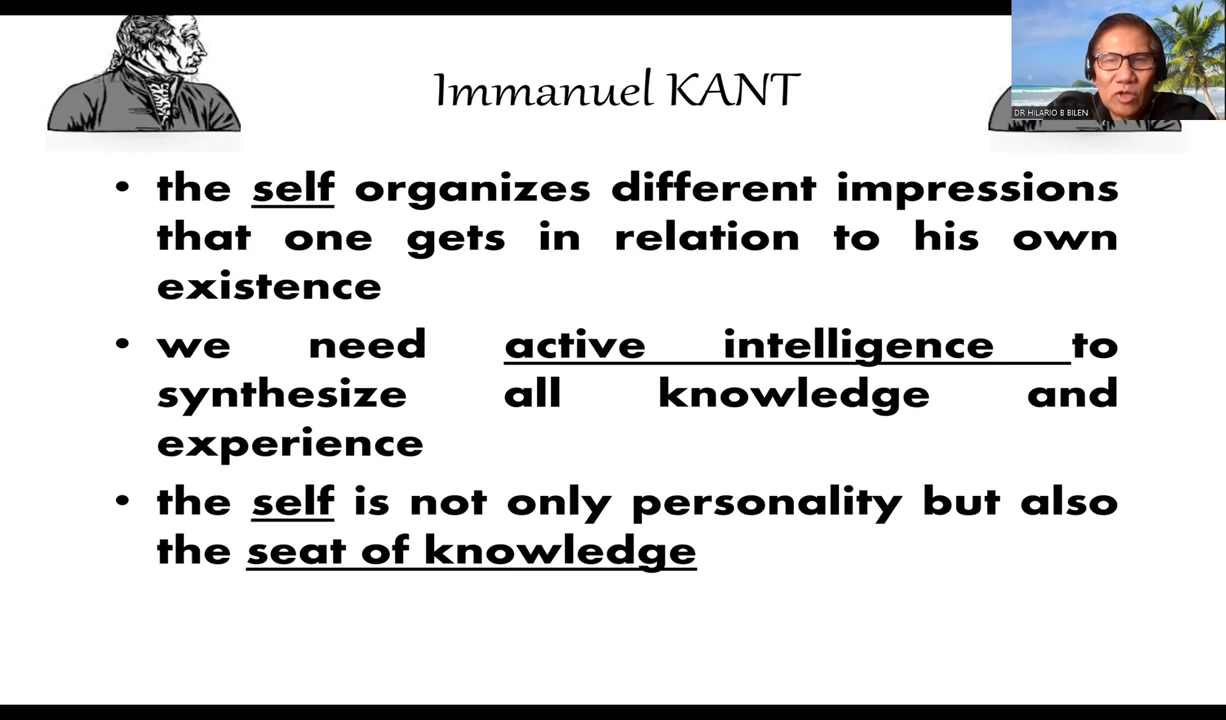 Immanuel KANT
DR HILARIO B BILEN
• the self organizes different impressions
that one gets in relation to his own
existence
• we need active intelligence to
synthesize all knowledge and
experience
• the self is not only personality but also
the seat of knowledge